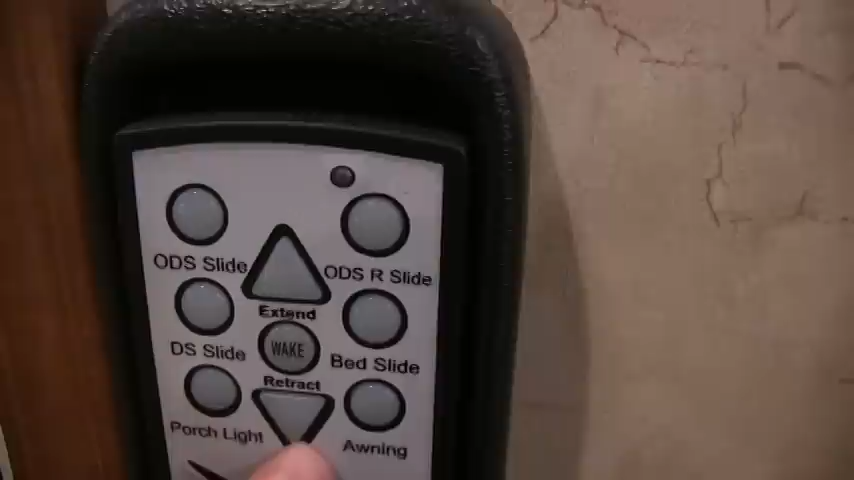 ODS Slide
ODS R Slide
Extend
WAKE
DS Slide
Bed Slide
Retract
Porch Light
Awning